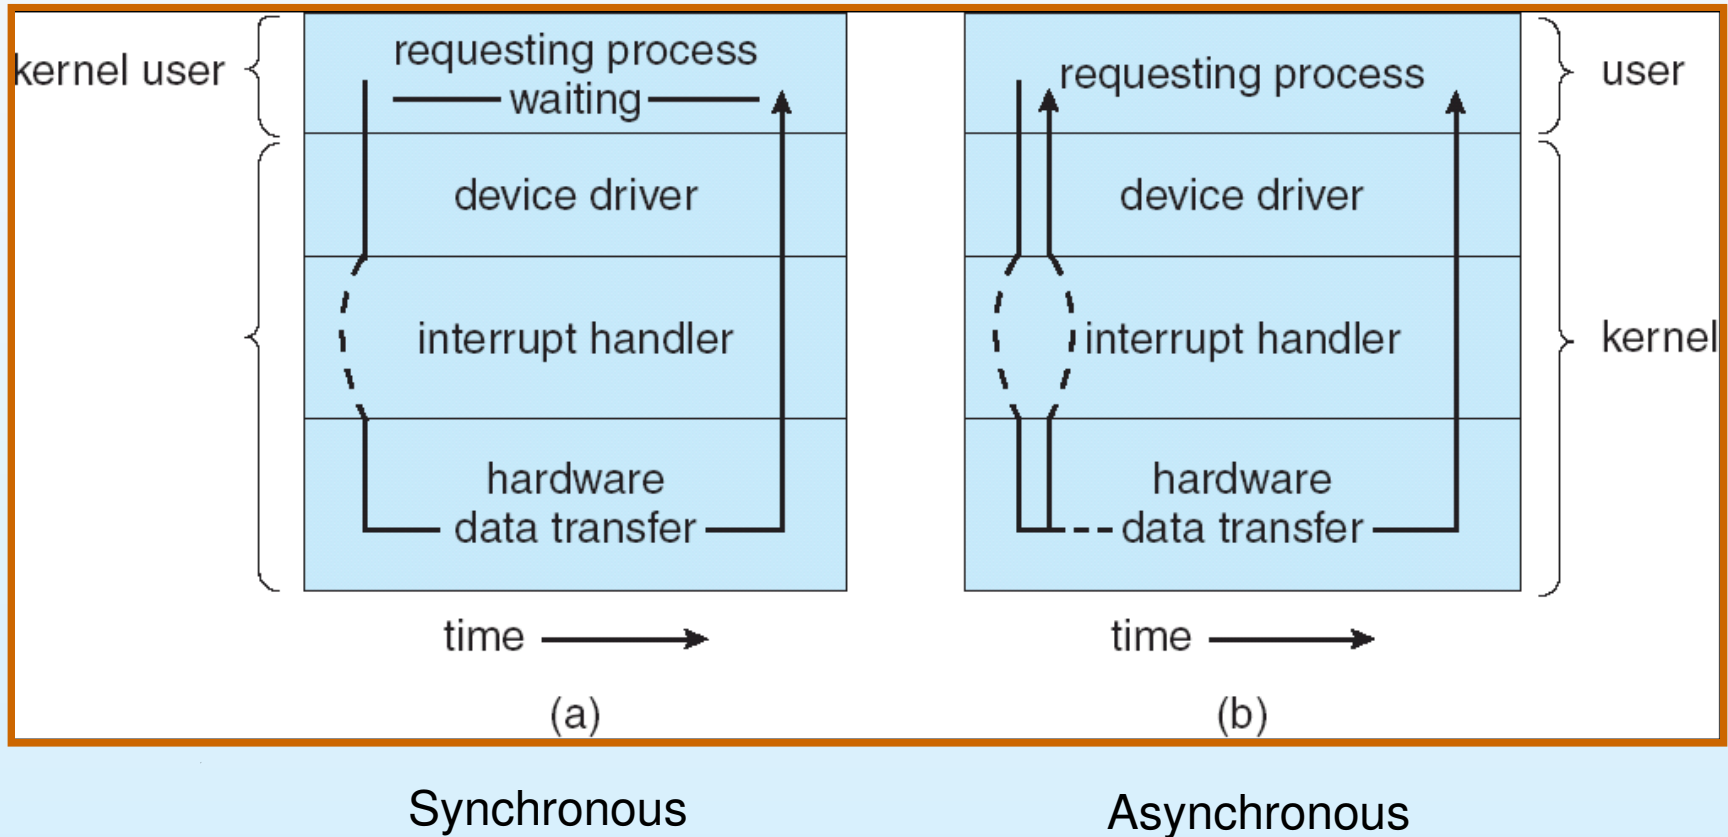 kernel user
requesting process
waiting
device driver
interrupt handler
hardware
data transfer
time
(a)
requesting process
user
device driver
interrupt handler
kernel
hardware
data transfer
time
(b)
Synchronous
Asynchronous